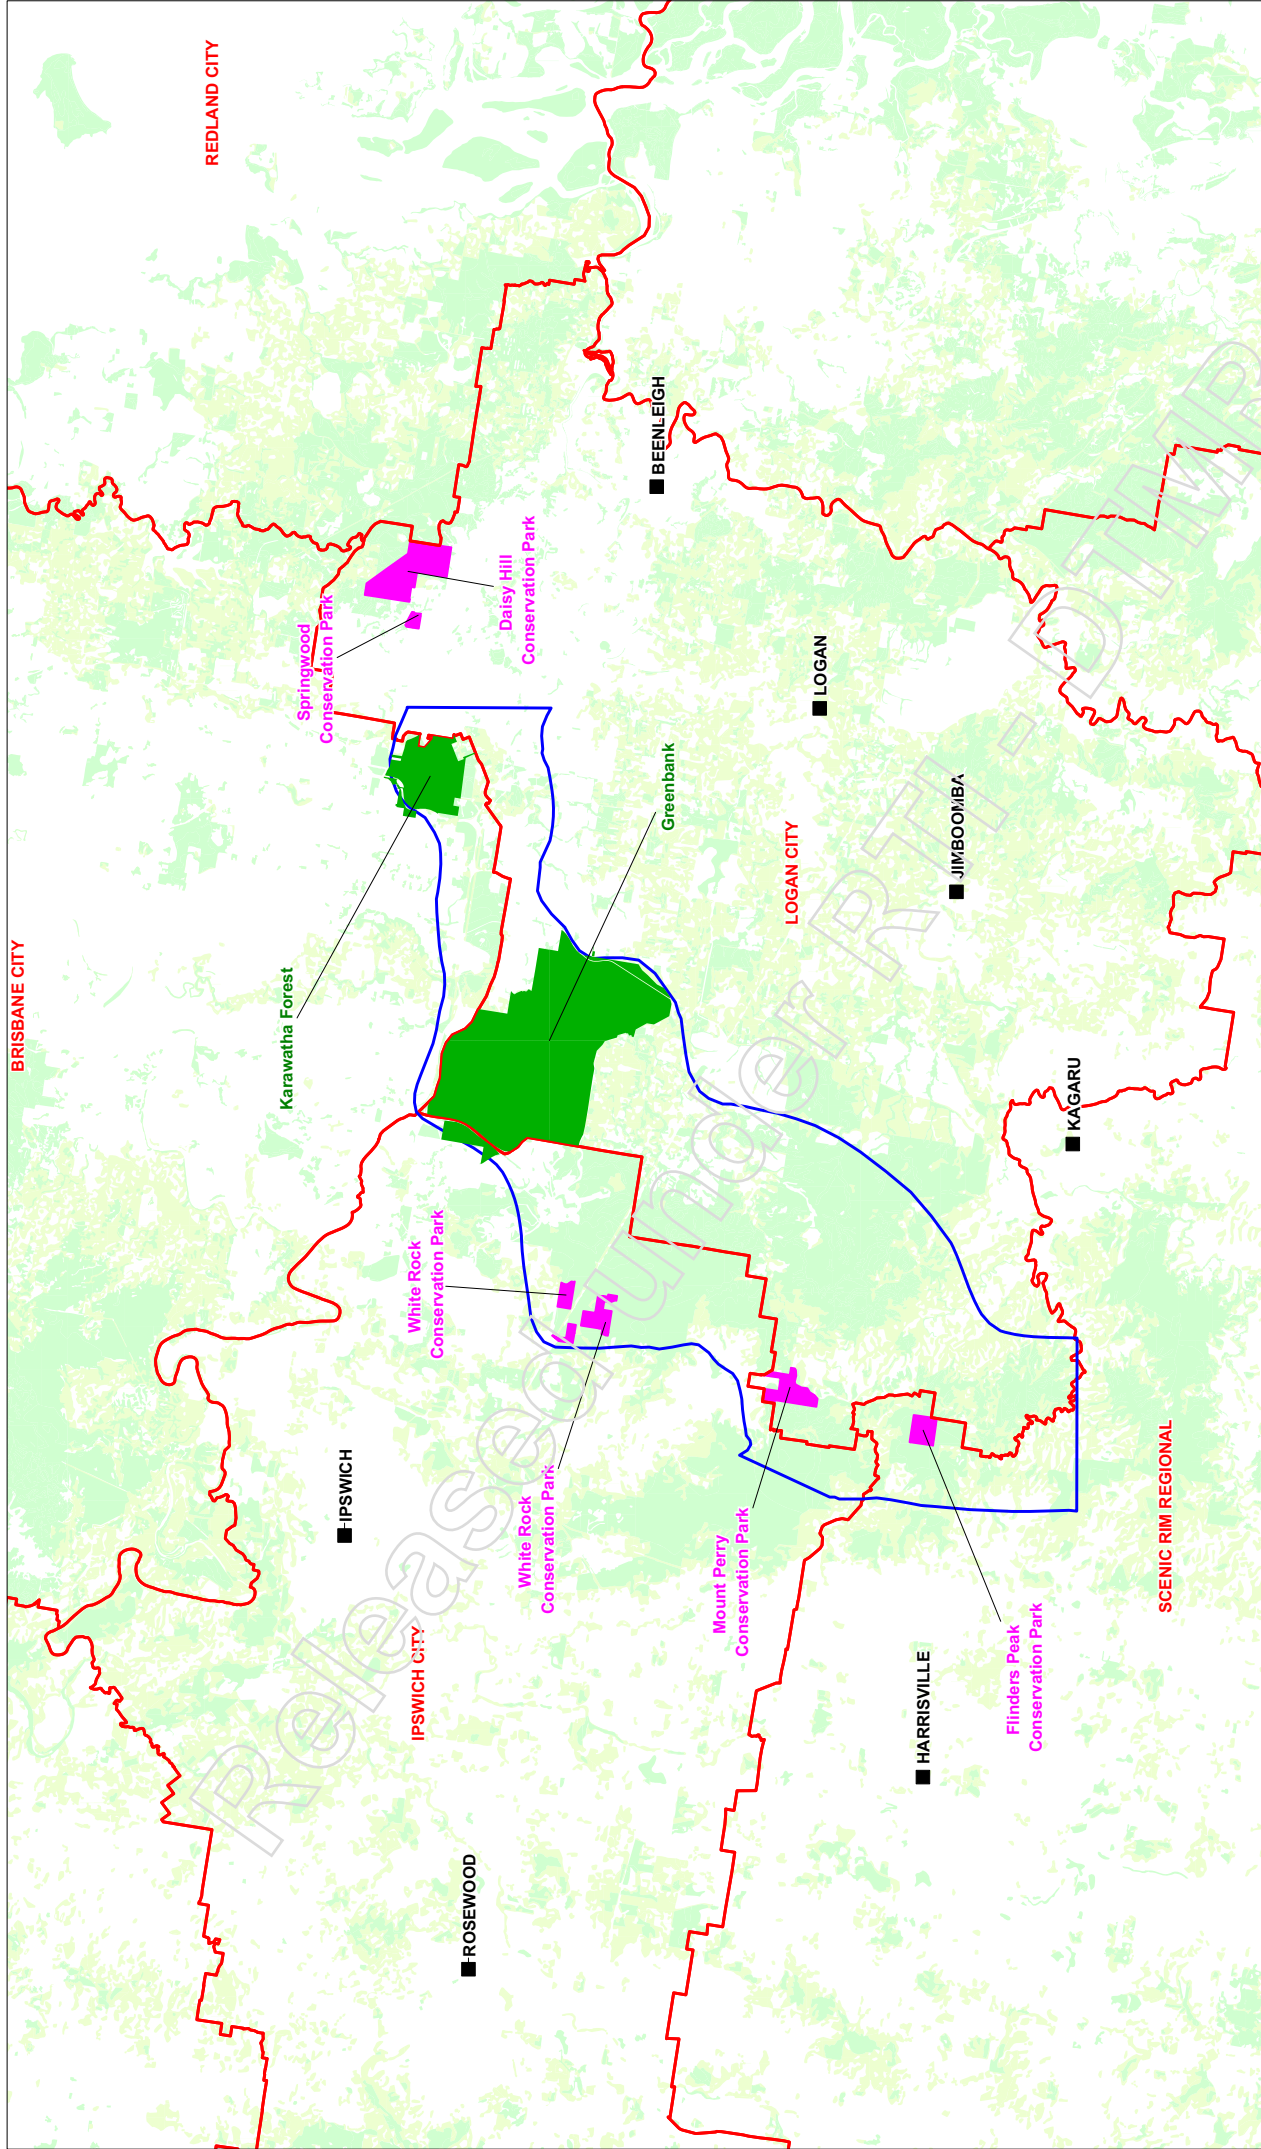 BRISBANE CITY
REDLAND CITY
Karawatha Forest
Springwood
Conservation Park
IPSWICH
White Rock
Conservation Park
IPSWICH CITY
ROSEWOOD
Daisy Hill
Conservation Park
White Rock
Conservation Park
BEENLEIGH
Greenbank
Mount Perry
Conservation Park
LOGAN CITY
LOGAN
HARRISVILLE
JIMBOOMBA
Flinders Peak
Conservation Park
KAGARU
SCENIC RIM REGIONAL
Released under RTI - DTMR